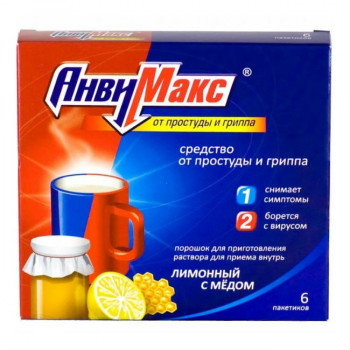 6
АнвиМакс®
от простуды и гриппа
средство
от простуды и гриппа
1 снимает
симптомы
2 борется
с вирусом
порошок для приготовления
раствора для приема внутрь
ЛИМОННЫЙ
С МЁДОМ
6
пакетиков